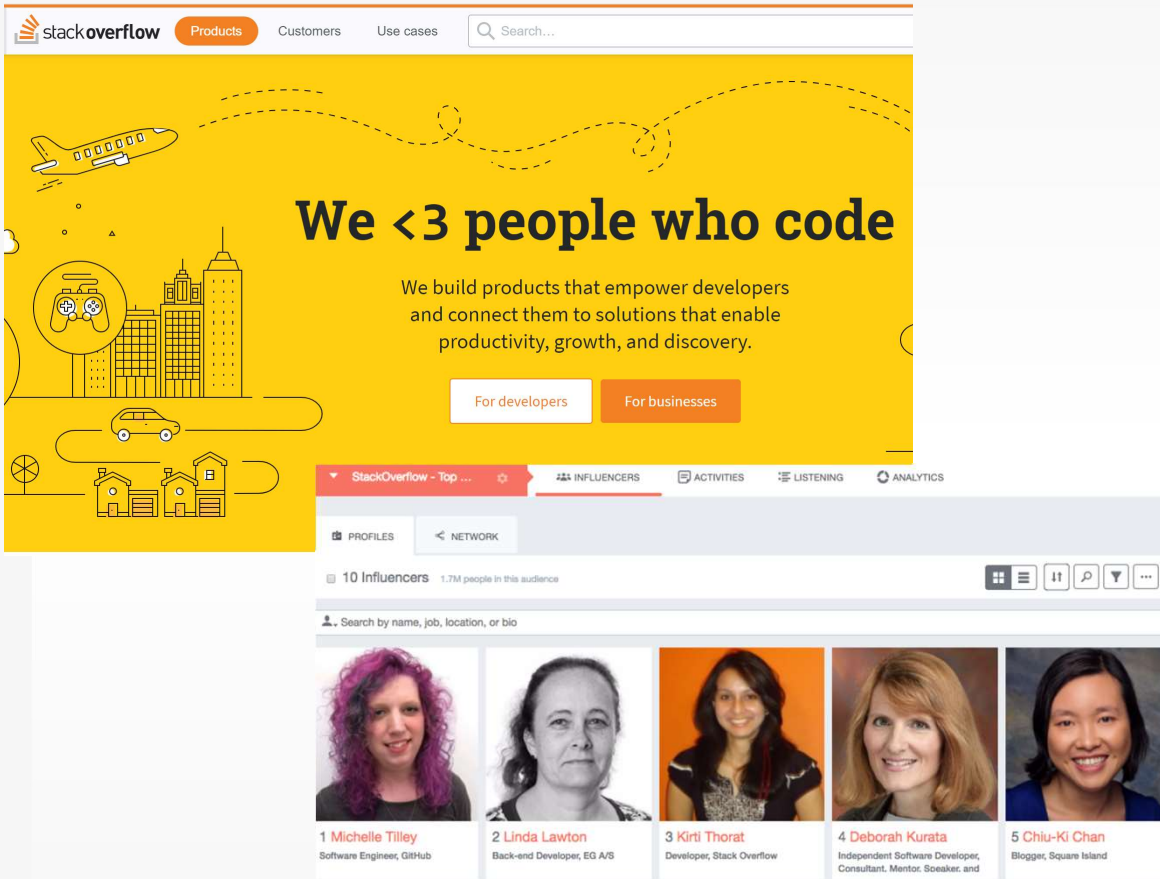 stackoverflow Products Customers Use cases Search...
We <3 people who code
We build products that empower developers
and connect them to solutions that enable
productivity, growth, and discovery.
For developers For businesses
StackOverflow - Top ... INFLUENCERS ACTIVITIES LISTENING ANALYTICS
PROFILES NETWORK
10 Influencers 1.7M people in this audience
Search by name, job, location, or bio
1 Michelle Tilley 2 Linda Lawton 3 Kirti Thorat 4 Deborah Kurata 5 Chiu-Ki Chan
Software Engineer, GitHub Back-end Developer, EG A/S Developer, Stack Overflow Independent Software Developer, Blogger, Square Island
Consultant, Mentor, Speaker, and